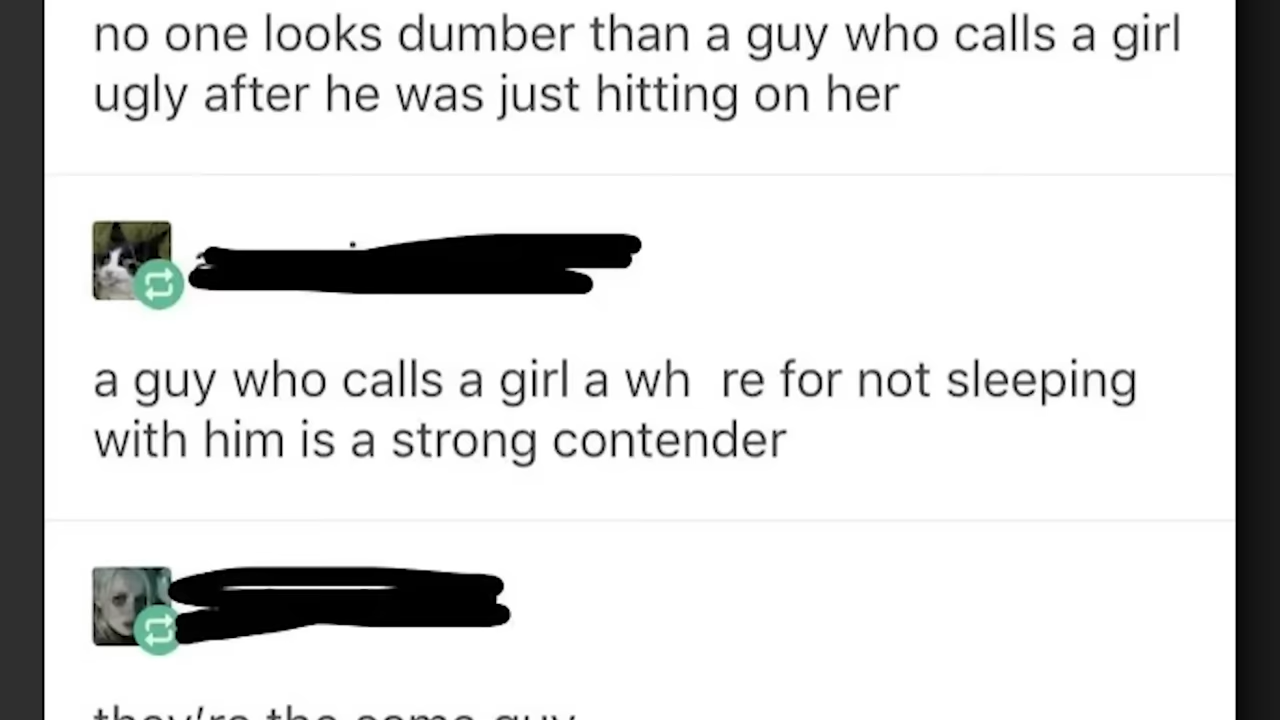 no one looks dumber than a guy who calls a girl
ugly after he was just hitting on her
a guy who calls a girl a wh  re for not sleeping
with him is a strong contender
they're the same guy